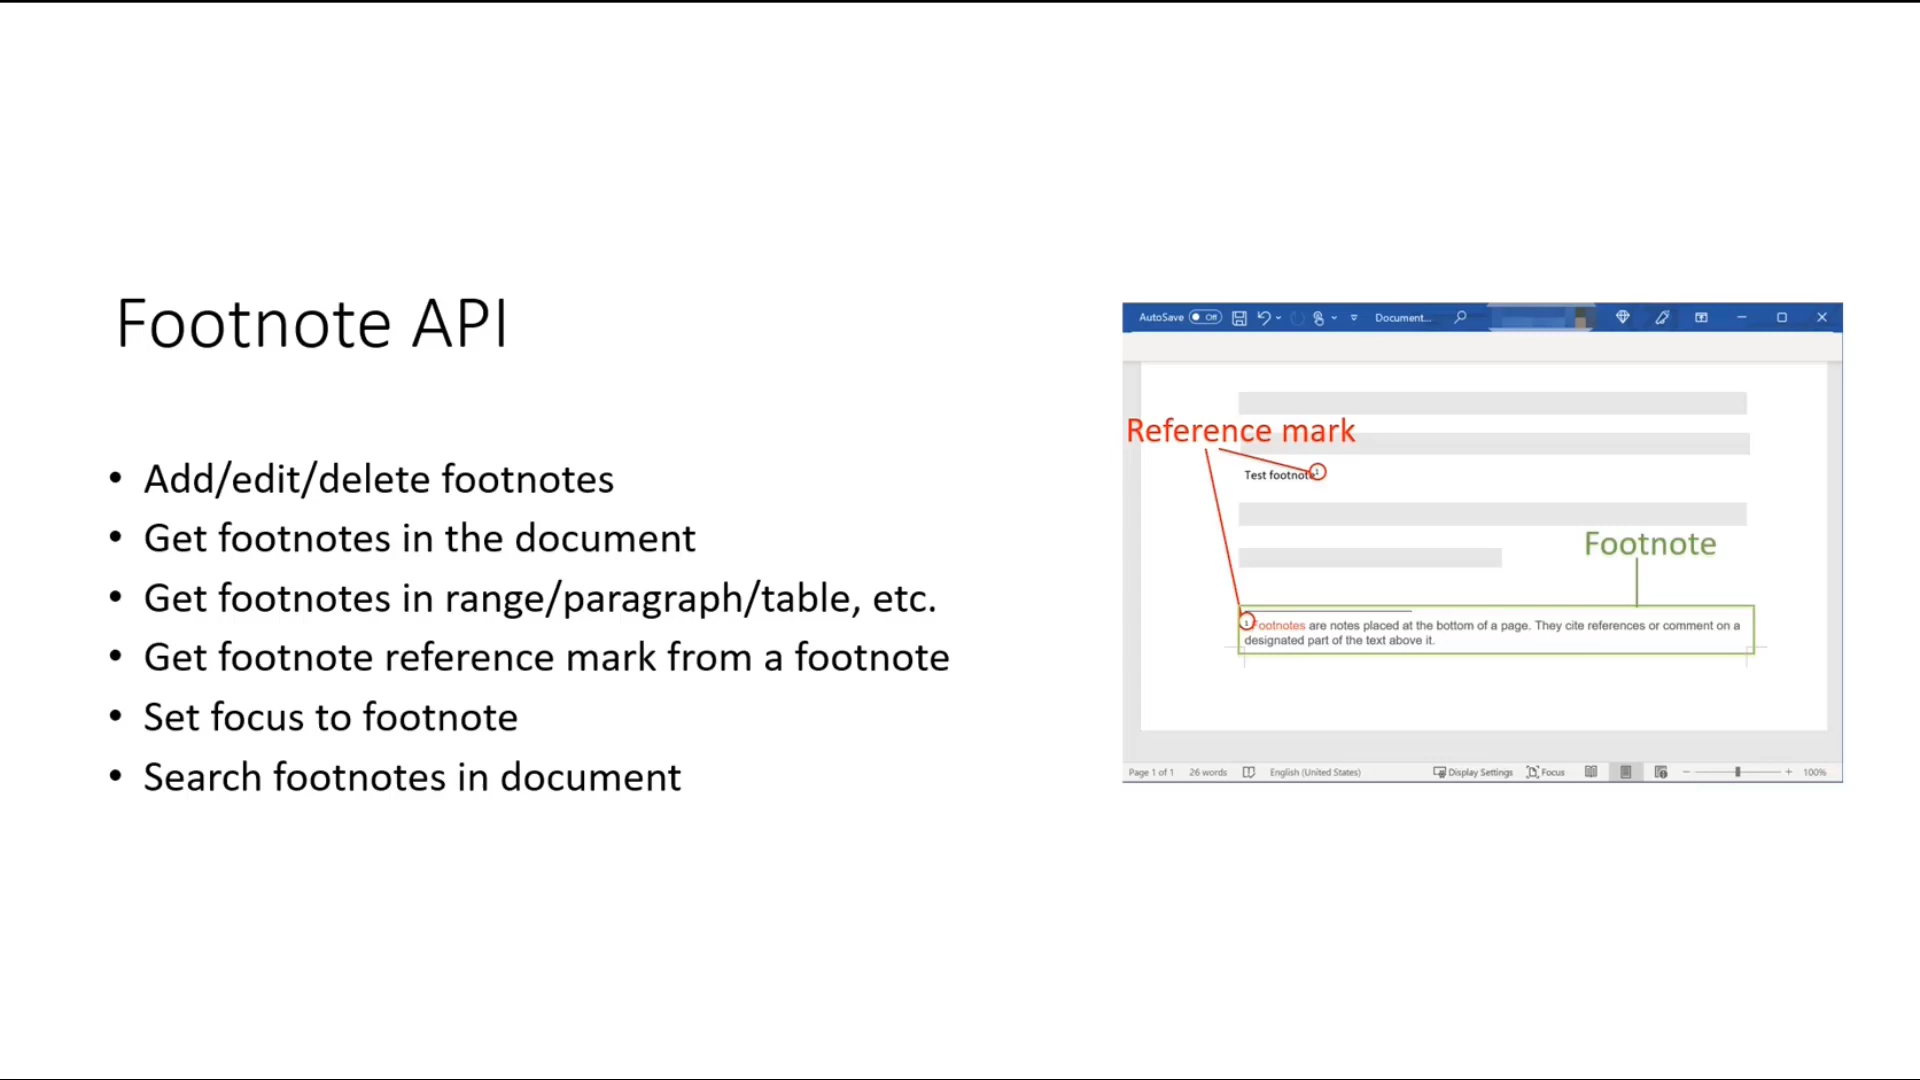 Footnote API
• Add/edit/delete footnotes
• Get footnotes in the document
• Get footnotes in range/paragraph/table, etc.
• Get footnote reference mark from a footnote
• Set focus to footnote
• Search footnotes in document
AutoSave Off Document...
Reference mark
Test footnote1
Footnote
1 Footnotes are notes placed at the bottom of a page. They cite references or comment on a
designated part of the text above it.
Page 1 of 1 26 words English (United States) Display Settings Focus 100%